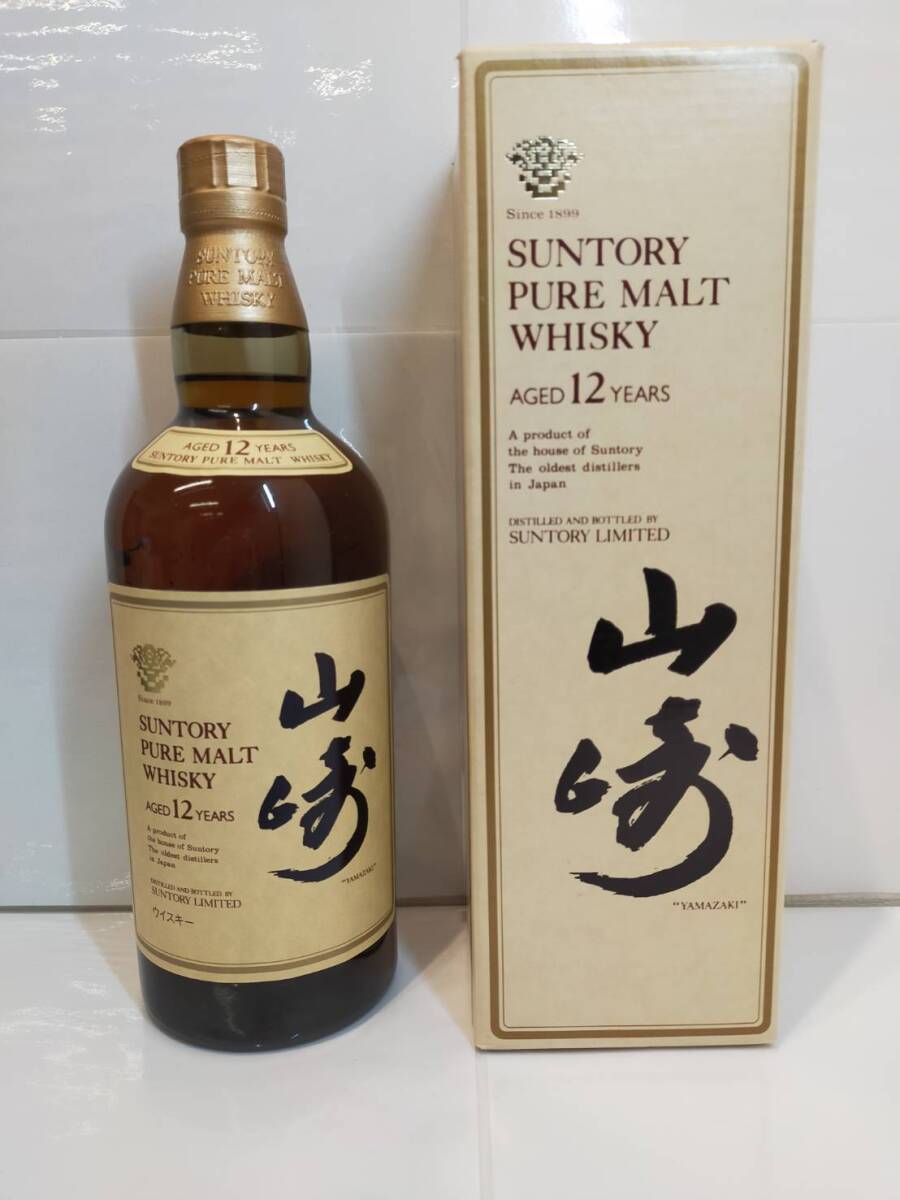 SUNTORY
PURE MALT
WHISKY
AGED 12 YEARS
SUNTORY PURE MALT WHISKY
Since 1899
SUNTORY
PURE MALT
WHISKY
AGED 12 YEARS
A product of
the house of Suntory
The oldest distillers
in Japan
DISTILLED AND BOTTLED BY
SUNTORY LIMITED
ウイスキー
山崎
"YAMAZAKI"
Since 1899
SUNTORY
PURE MALT
WHISKY
AGED 12 YEARS
A product of
the house of Suntory
The oldest distillers
in Japan
DISTILLED AND BOTTLED BY
SUNTORY LIMITED
山崎
"YAMAZAKI"